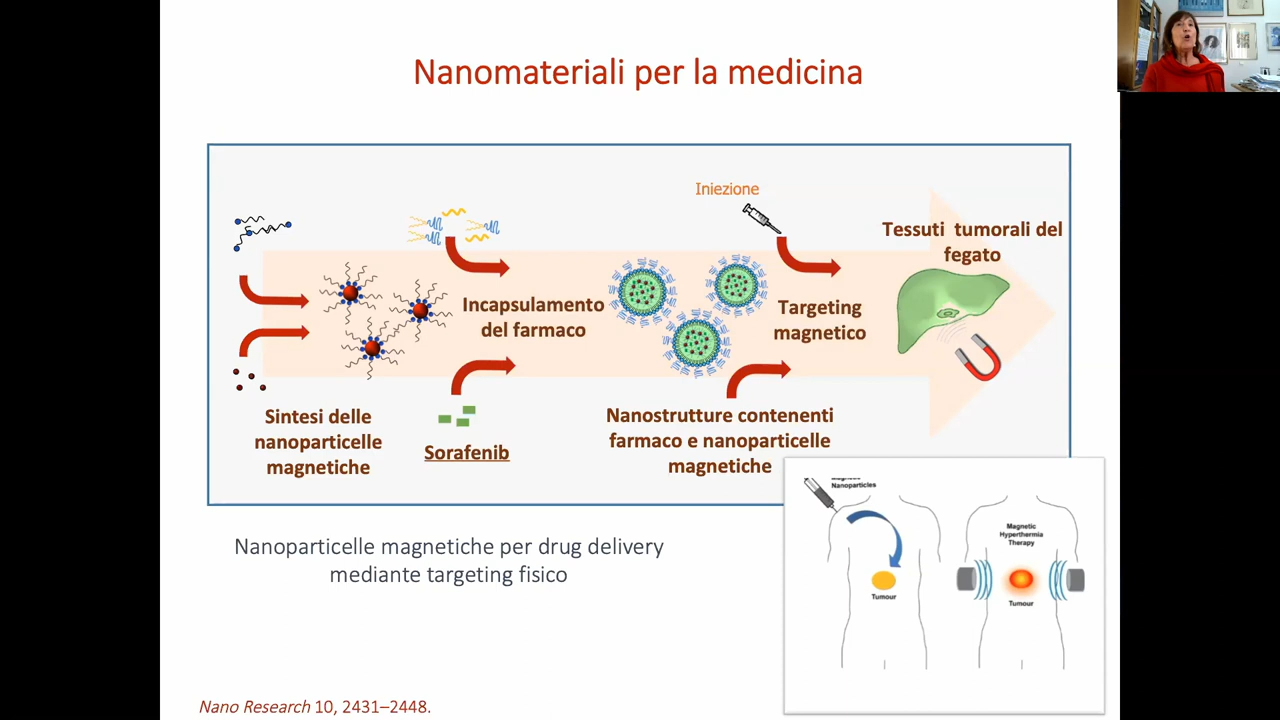 Nanomateriali per la medicina
Iniezione
Tessuti tumorali del
fegato
Incapsulamento
del farmaco
Targeting
magnetico
Sintesi delle
nanoparticelle
magnetiche
Sorafenib
Nanostrutture contenenti
farmaco e nanoparticelle
magnetiche
Nanoparticles
Tumour
Magnetic
Hyperthermia
Therapy
Tumour
Nanoparticelle magnetiche per drug delivery
mediante targeting fisico
Nano Research 10, 2431–2448.